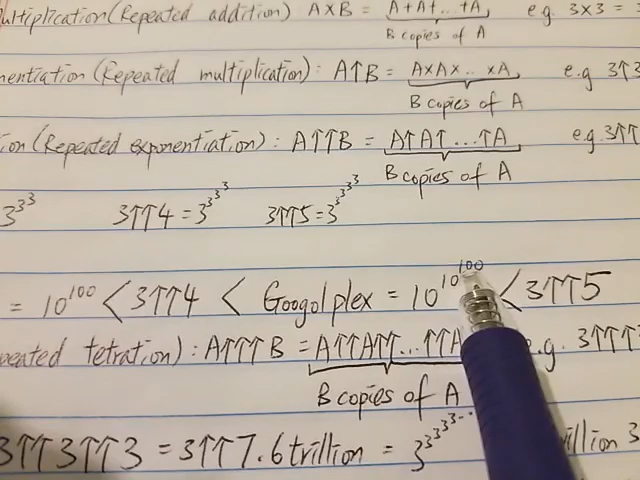 ultiplication (Repeated addition) A×B = A+A+...+A, e.g. 3×3 =
B copies of A
nentiation (Repeated multiplication): A↑B = A×A×...×A, e.g 3↑3
B copies of A
ion (Repeated exponentiation): A↑↑B = A↑A↑...↑A e.g. 3↑↑
B copies of A
3^3^3 3↑↑4 = 3^3^3^3 3↑↑5 = 3^3^3^3^3
= 10^100 < 3↑↑4 < Googolplex = 10^10^100 < 3↑↑5
peated tetration): A↑↑↑B = A↑↑A↑↑...↑↑A .g. 3↑↑↑
B copies of A
3↑↑3↑↑3 = 3↑↑7.6 trillion = 3^3^3^3^3... illion 3